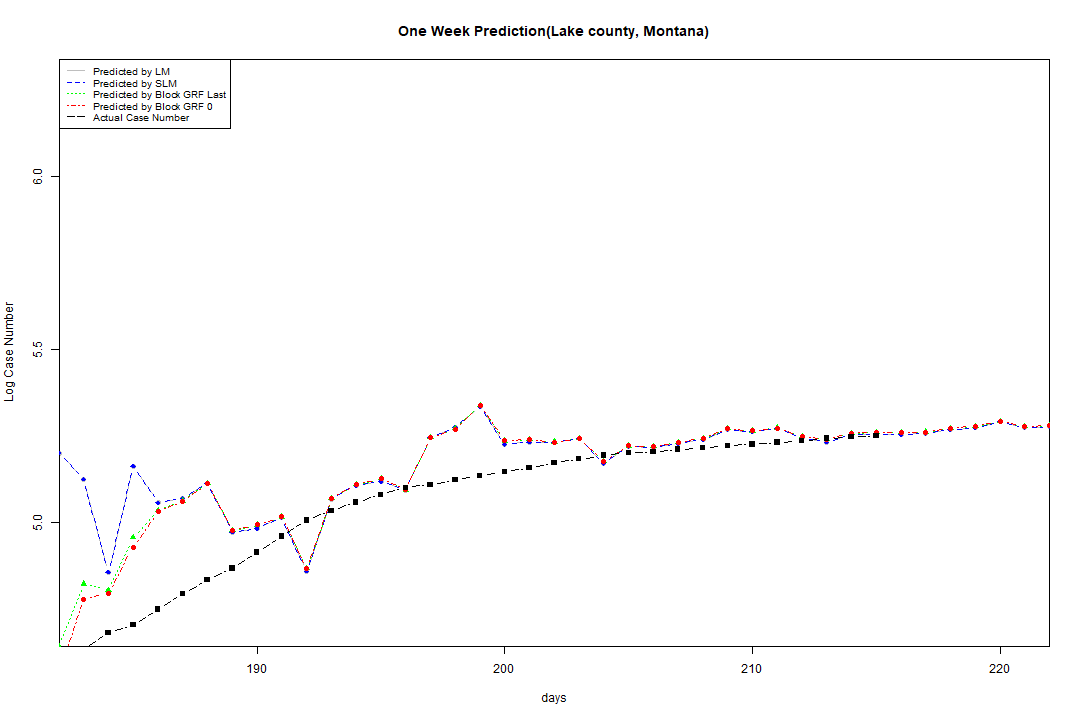 One Week Prediction(Lake county, Montana)
Predicted by LM
Predicted by SLM
Predicted by Block GRF Last
Predicted by Block GRF 0
Actual Case Number
6.0
5.5
5.0
Log Case Number
190
200
210
220
days